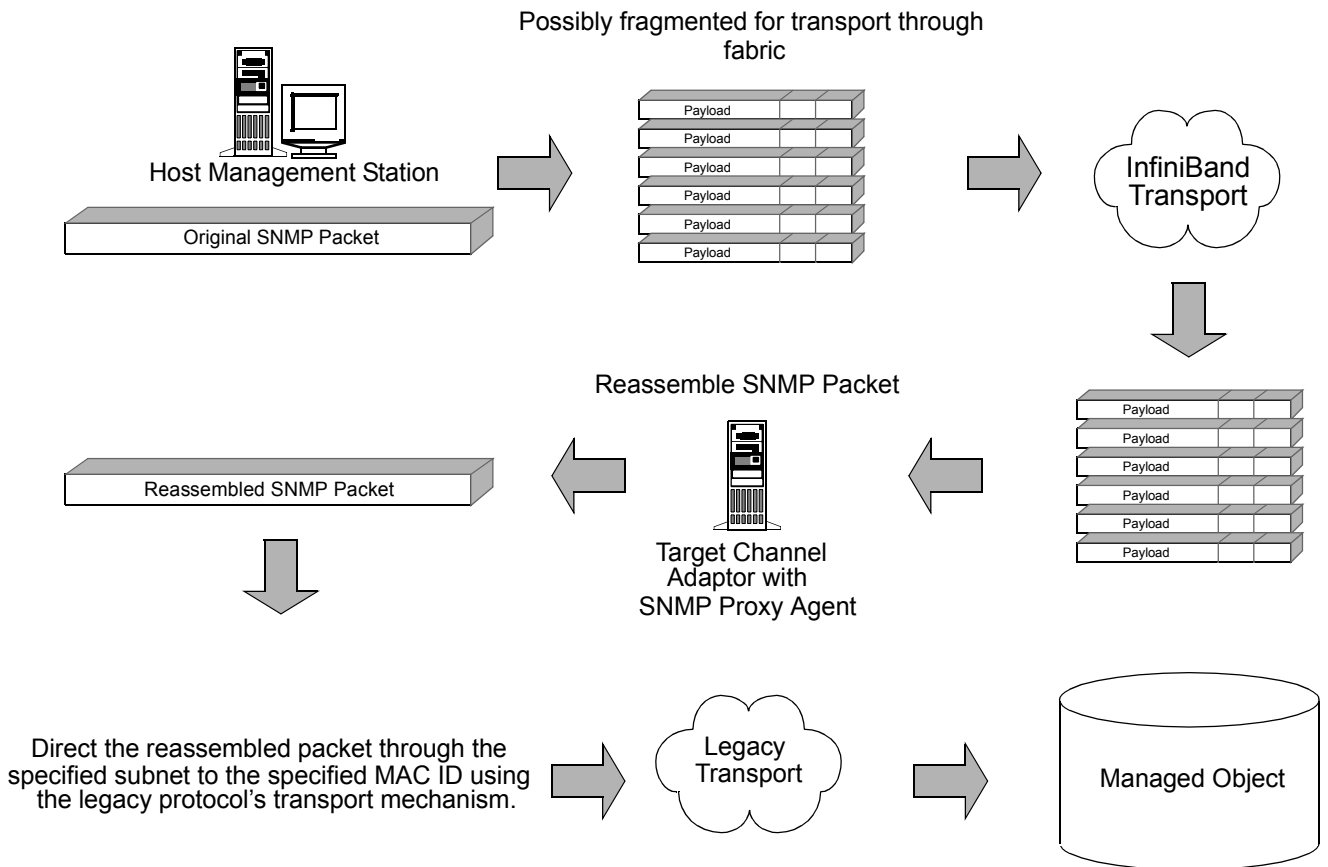 Possibly fragmented for transport through
fabric
Host Management Station
Original SNMP Packet
Payload
Payload
Payload
Payload
Payload
Payload
InfiniBand
Transport
Payload
Payload
Payload
Payload
Payload
Payload
Reassemble SNMP Packet
Target Channel
Adaptor with
SNMP Proxy Agent
Reassembled SNMP Packet
Direct the reassembled packet through the
specified subnet to the specified MAC ID using
the legacy protocol's transport mechanism.
Legacy
Transport
Managed Object